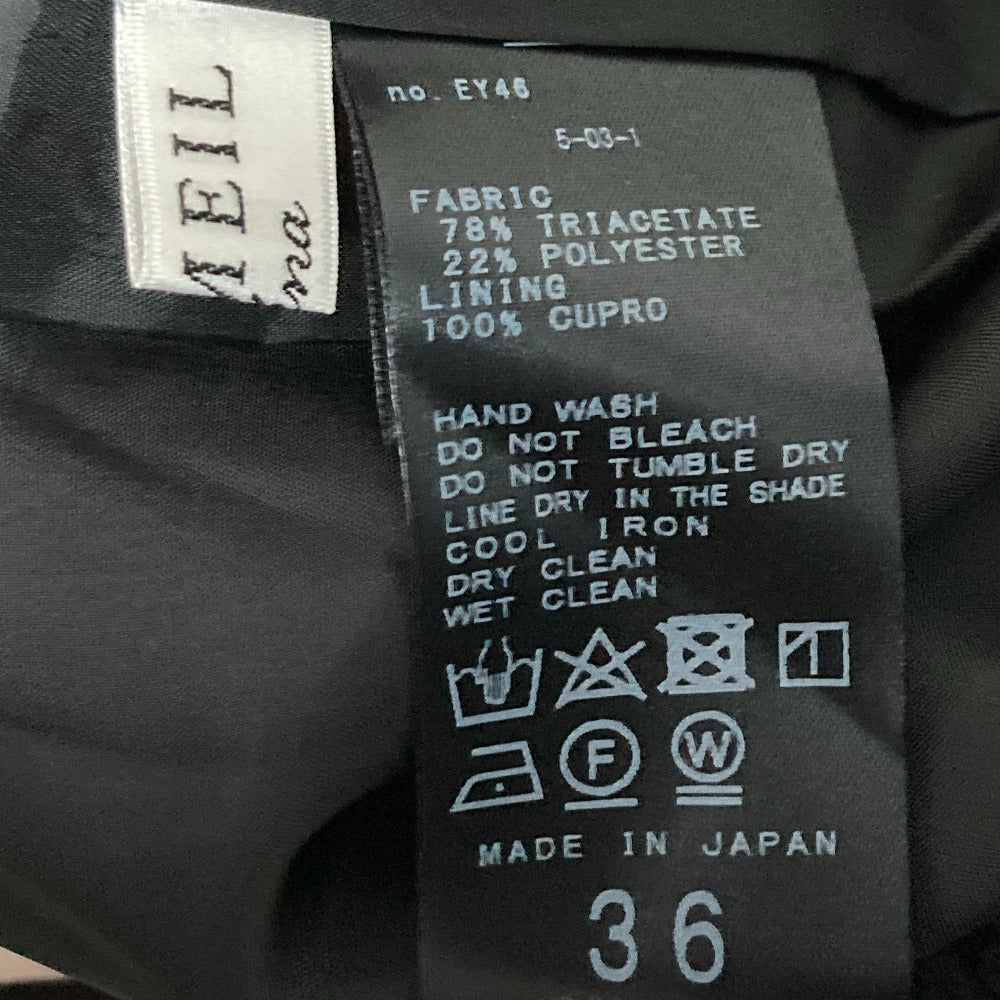 no. EY46
5-03-1
FABRIC
78% TRIACETATE
22% POLYESTER
LINING
100% CUPRO
HAND WASH
DO NOT BLEACH
DO NOT TUMBLE DRY
LINE DRY IN THE SHADE
COOL IRON
DRY CLEAN
WET CLEAN
F
W
MADE IN JAPAN
36